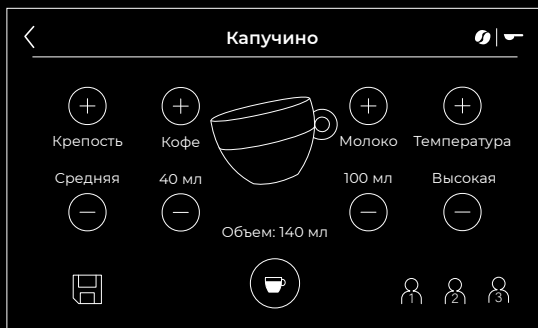 Капучино
Крепость
Кофе
Молоко
Температура
Средняя
40 мл
100 мл
Высокая
Объем: 140 мл
1
2
3